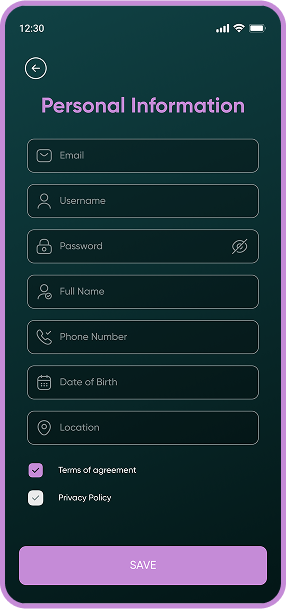 12:30
Personal Information
Email
Username
Password
Full Name
Phone Number
Date of Birth
Location
Terms of agreement
Privacy Policy
SAVE